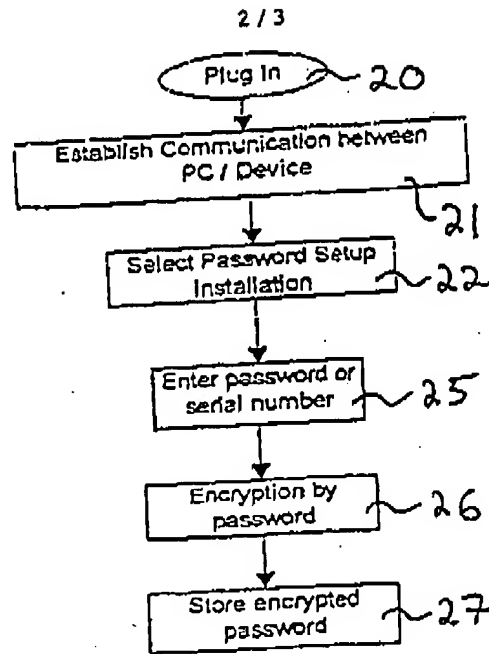 2 / 3
Plug In
20
Establish Communication between
PC / Device
21
Select Password Setup
Installation
22
Enter password or
serial number
25
Encryption by
password
26
Store encrypted
password
27